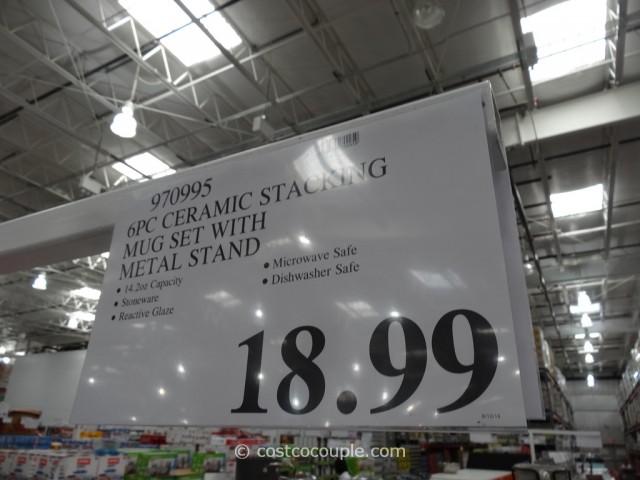 970995
6PC CERAMIC STACKING
MUG SET WITH
METAL STAND
• 14.2oz Capacity
• Stoneware
• Reactive Glaze
• Microwave Safe
• Dishwasher Safe
18.99
© costcocouple.com